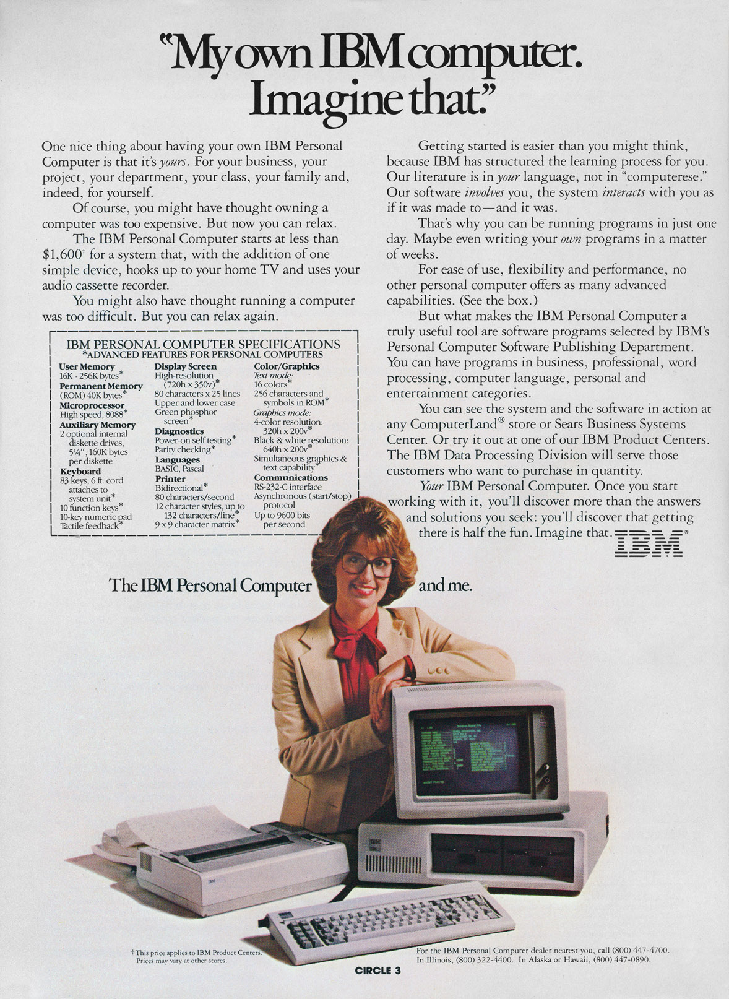 “My own IBM computer.
Imagine that.”
One nice thing about having your own IBM Personal
Computer is that it’s yours. For your business, your
project, your department, your class, your family and,
indeed, for yourself.
Of course, you might have thought owning a
computer was too expensive. But now you can relax.
The IBM Personal Computer starts at less than
$1,600† for a system that, with the addition of one
simple device, hooks up to your home TV and uses your
audio cassette recorder.
You might also have thought running a computer
was too difficult. But you can relax again.
IBM PERSONAL COMPUTER SPECIFICATIONS
*ADVANCED FEATURES FOR PERSONAL COMPUTERS
User Memory
16K - 256K bytes*
Permanent Memory
(ROM) 40K bytes*
Microprocessor
High speed, 8088*
Auxiliary Memory
2 optional internal
diskette drives,
5¼", 160K bytes
per diskette
Keyboard
83 keys, 6 ft. cord
attaches to
system unit*
10 function keys*
10-key numeric pad
Tactile feedback*
Display Screen
High-resolution
(720h x 350v)*
80 characters x 25 lines
Upper and lower case
Green phosphor
screen*
Diagnostics
Power-on self testing*
Parity checking*
Languages
BASIC, Pascal
Printer
Bidirectional*
80 characters/second
12 character styles, up to
132 characters/line*
9 x 9 character matrix*
Color/Graphics
Text mode:
16 colors*
256 characters and
symbols in ROM*
Graphics mode:
4-color resolution:
320h x 200v*
Black & white resolution:
640h x 200v*
Simultaneous graphics &
text capability*
Communications
RS-232-C interface
Asynchronous (start/stop)
protocol
Up to 9600 bits
per second
Getting started is easier than you might think,
because IBM has structured the learning process for you.
Our literature is in your language, not in “computerese.”
Our software involves you, the system interacts with you as
if it was made to—and it was.
That’s why you can be running programs in just one
day. Maybe even writing your own programs in a matter
of weeks.
For ease of use, flexibility and performance, no
other personal computer offers as many advanced
capabilities. (See the box.)
But what makes the IBM Personal Computer a
truly useful tool are software programs selected by IBM’s
Personal Computer Software Publishing Department.
You can have programs in business, professional, word
processing, computer language, personal and
entertainment categories.
You can see the system and the software in action at
any ComputerLand® store or Sears Business Systems
Center. Or try it out at one of our IBM Product Centers.
The IBM Data Processing Division will serve those
customers who want to purchase in quantity.
Your IBM Personal Computer. Once you start
working with it, you’ll discover more than the answers
and solutions you seek: you’ll discover that getting
there is half the fun. Imagine that.
IBM®
The IBM Personal Computer and me.
IBM
IBM
†This price applies to IBM Product Centers.
Prices may vary at other stores.
For the IBM Personal Computer dealer nearest you, call (800) 447-4700.
In Illinois, (800) 322-4400. In Alaska or Hawaii, (800) 447-0890.
CIRCLE 3